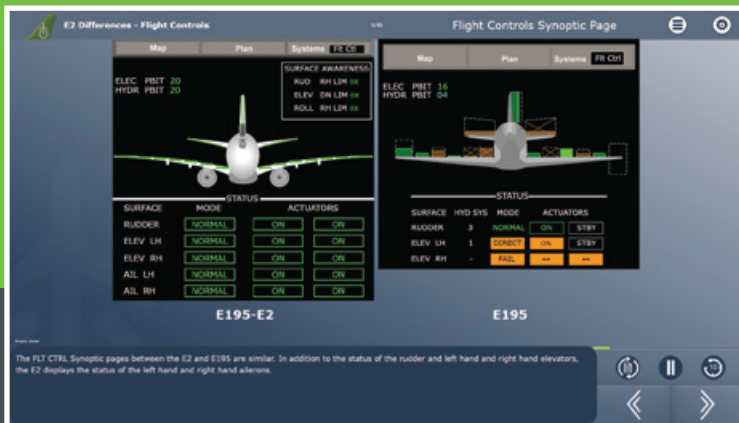 E2 Differences - Flight Controls
Flight Controls Synoptic Page
Map Plan Systems Flt Ctl
ELEC PBIT 20
HYDR PBIT 20
SURFACE AWARENESS
RUD RH LIM
ELEV DN LIM
ROLL RH LIM
STATUS
SURFACE MODE ACTUATORS
RUDDER NORMAL ON ON
ELEV LH NORMAL ON ON
ELEV RH NORMAL ON ON
AIL LH NORMAL ON ON
AIL RH NORMAL ON ON
E195-E2
Map Plan Systems Flt Ctrl
ELEC PBIT 16
HYDR PBIT 04
STATUS
SURFACE HYD SYS MODE ACTUATORS
RUDDER 3 NORMAL ON STBY
ELEV LH 1 DIRECT ON STBY
ELEV RH - FAIL -- --
E195
The FLT CTRL Synoptic pages between the E2 and E195 are similar. In addition to the status of the rudder and left hand and right hand elevators,
the E2 displays the status of the left hand and right hand ailerons.